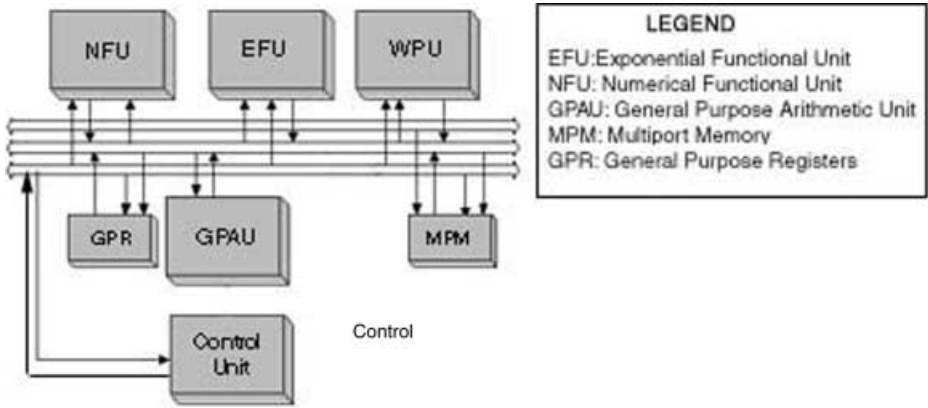 NFU
EFU
WPU
LEGEND
EFU:Exponential Functional Unit
NFU: Numerical Functional Unit
GPAU: General Purpose Arithmetic Unit
MPM: Multiport Memory
GPR: General Purpose Registers
GPR
GPAU
MPM
Control
Unit
Control